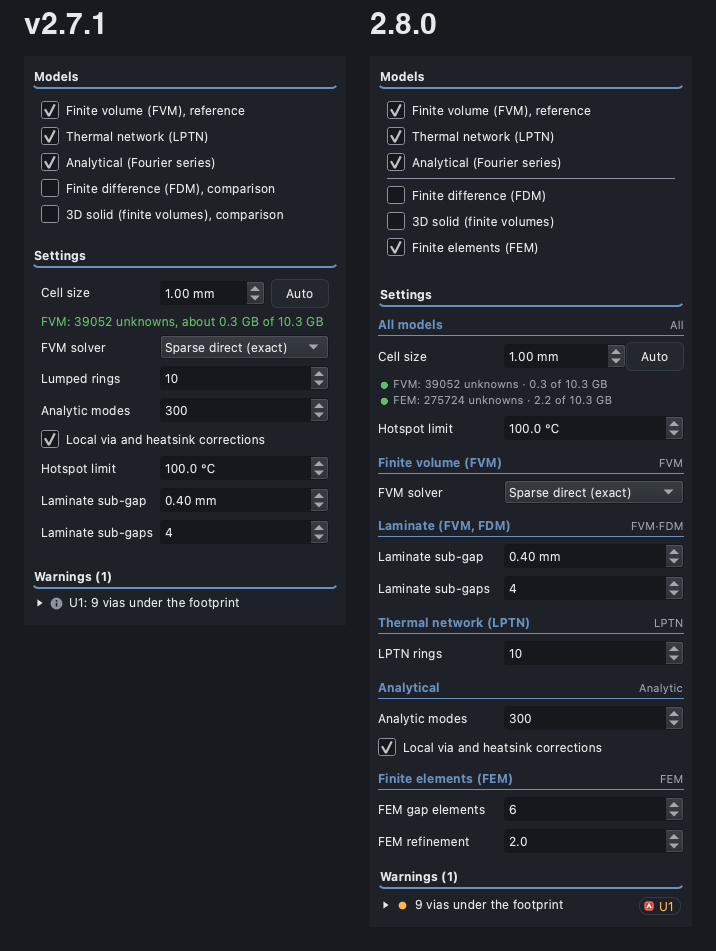 v2.7.1
Models
Finite volume (FVM), reference
Thermal network (LPTN)
Analytical (Fourier series)
Finite difference (FDM), comparison
3D solid (finite volumes), comparison
Settings
Cell size 1.00 mm Auto
FVM: 39052 unknowns, about 0.3 GB of 10.3 GB
FVM solver Sparse direct (exact)
Lumped rings 10
Analytic modes 300
Local via and heatsink corrections
Hotspot limit 100.0 °C
Laminate sub-gap 0.40 mm
Laminate sub-gaps 4
Warnings (1)
U1: 9 vias under the footprint
2.8.0
Models
Finite volume (FVM), reference
Thermal network (LPTN)
Analytical (Fourier series)
Finite difference (FDM)
3D solid (finite volumes)
Finite elements (FEM)
Settings
All models All
Cell size 1.00 mm Auto
FVM: 39052 unknowns · 0.3 of 10.3 GB
FEM: 275724 unknowns · 2.2 of 10.3 GB
Hotspot limit 100.0 °C
Finite volume (FVM) FVM
FVM solver Sparse direct (exact)
Laminate (FVM, FDM) FVM·FDM
Laminate sub-gap 0.40 mm
Laminate sub-gaps 4
Thermal network (LPTN) LPTN
LPTN rings 10
Analytical Analytic
Analytic modes 300
Local via and heatsink corrections
Finite elements (FEM) FEM
FEM gap elements 6
FEM refinement 2.0
Warnings (1)
9 vias under the footprint U1